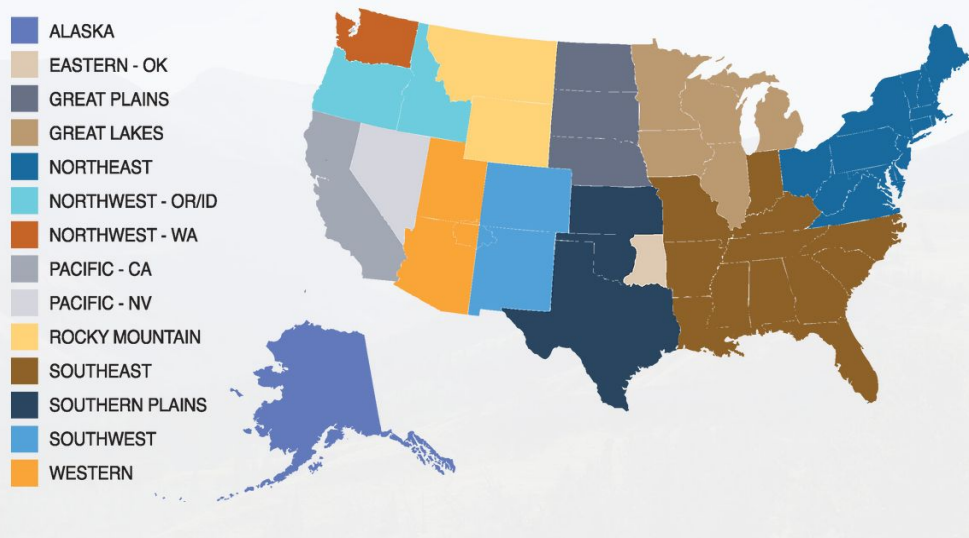 ALASKA
EASTERN - OK
GREAT PLAINS
GREAT LAKES
NORTHEAST
NORTHWEST - OR/ID
NORTHWEST - WA
PACIFIC - CA
PACIFIC - NV
ROCKY MOUNTAIN
SOUTHEAST
SOUTHERN PLAINS
SOUTHWEST
WESTERN